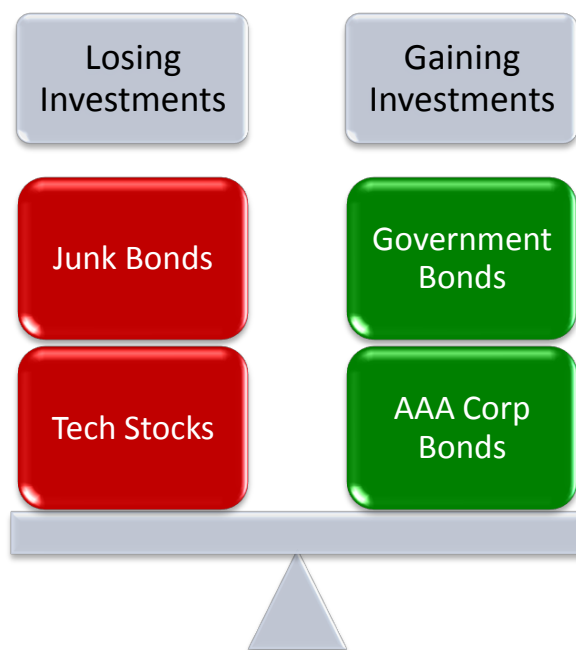 Losing
Investments
Gaining
Investments
Junk Bonds
Government
Bonds
Tech Stocks
AAA Corp
Bonds